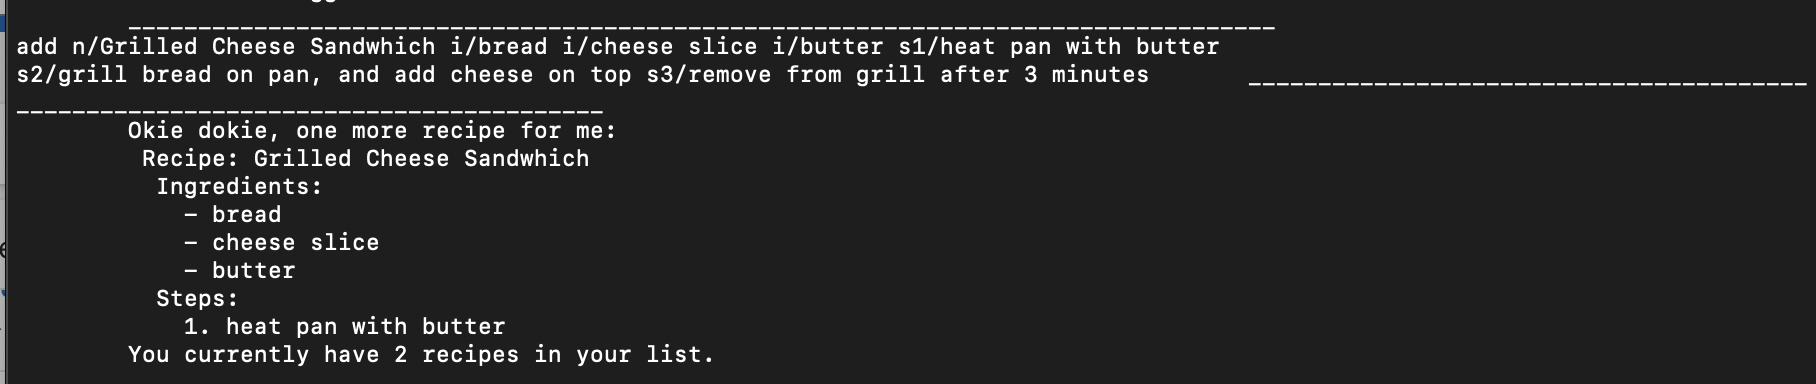 add n/Grilled Cheese Sandwhich i/bread i/cheese slice i/butter s1/heat pan with butter
s2/grill bread on pan, and add cheese on top s3/remove from grill after 3 minutes
Okie dokie, one more recipe for me:
Recipe: Grilled Cheese Sandwhich
Ingredients:
– bread
– cheese slice
– butter
Steps:
1. heat pan with butter
You currently have 2 recipes in your list.